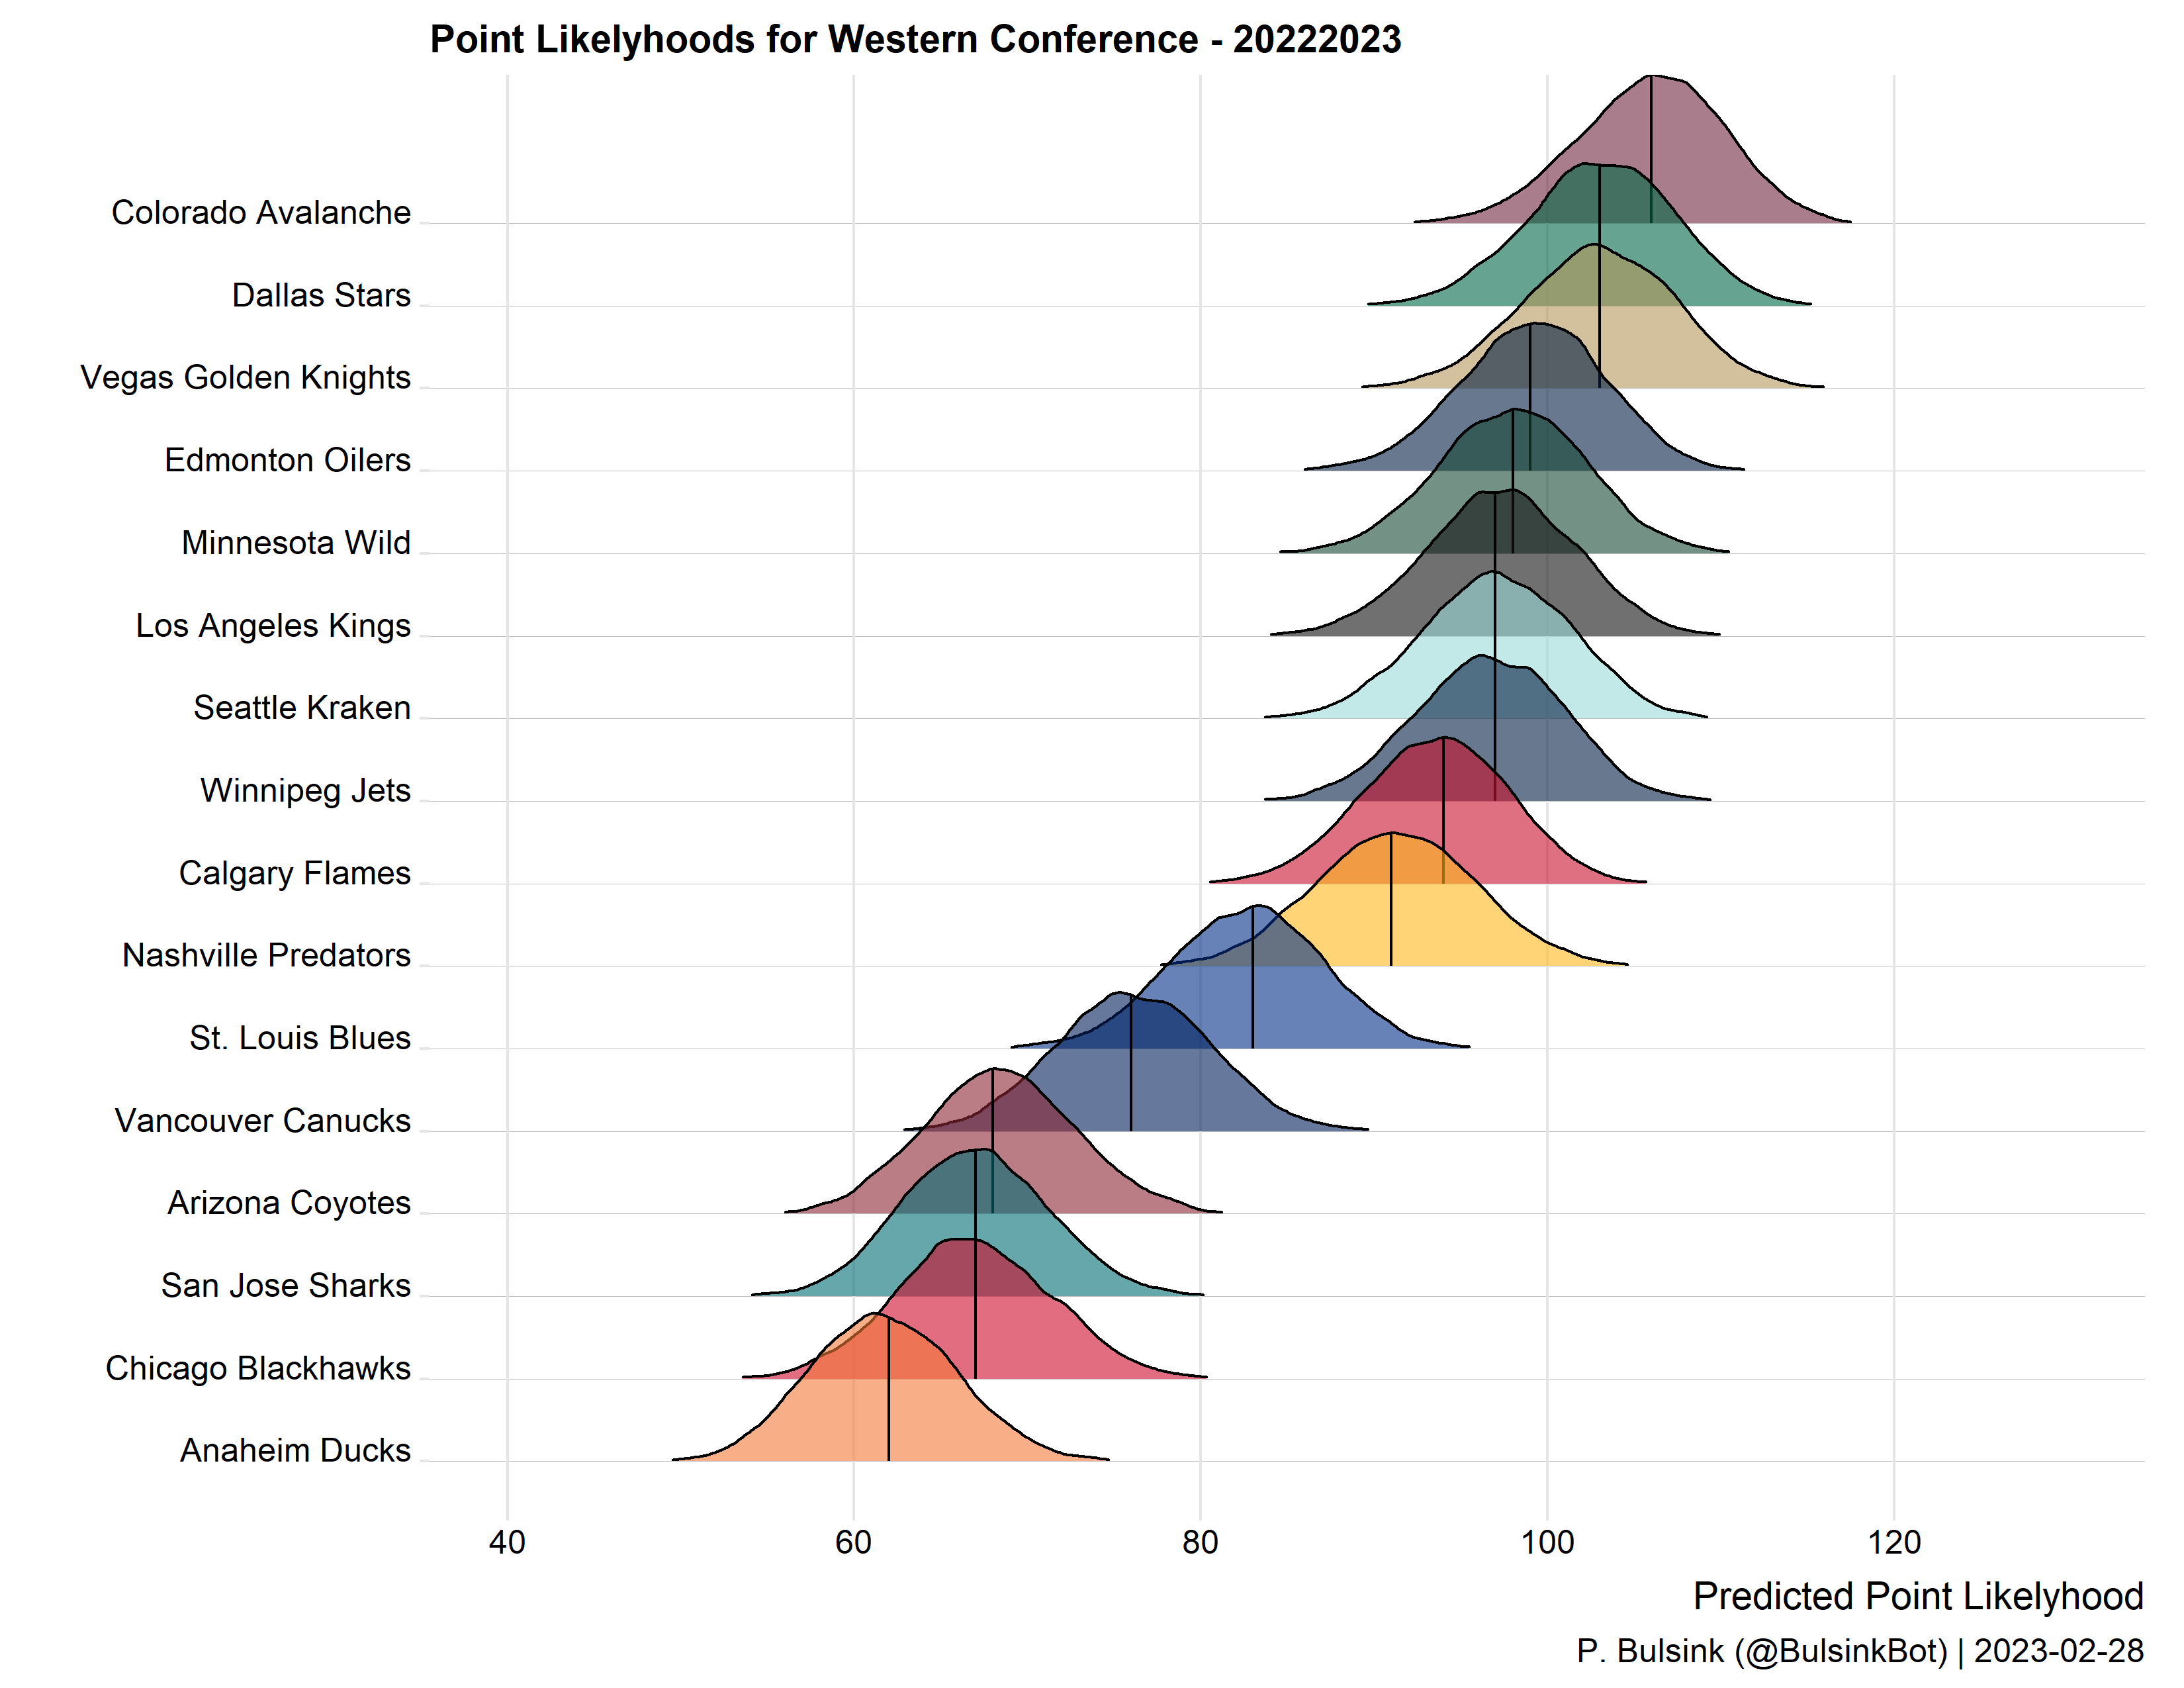 Point Likelyhoods for Western Conference - 20222023
Colorado Avalanche
Dallas Stars
Vegas Golden Knights
Edmonton Oilers
Minnesota Wild
Los Angeles Kings
Seattle Kraken
Winnipeg Jets
Calgary Flames
Nashville Predators
St. Louis Blues
Vancouver Canucks
Arizona Coyotes
San Jose Sharks
Chicago Blackhawks
Anaheim Ducks
40 60 80 100 120
Predicted Point Likelyhood
P. Bulsink (@BulsinkBot) | 2023-02-28